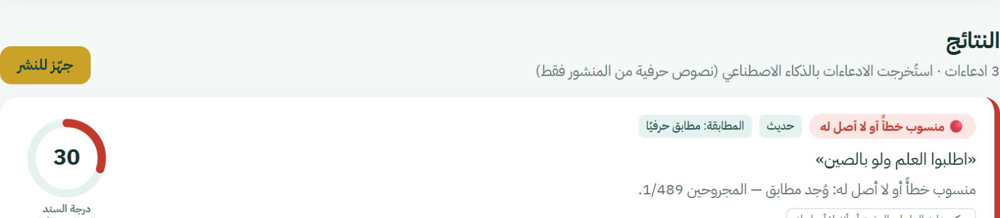 النتائج
3 ادعاءات · استُخرجت الادعاءات بالذكاء الاصطناعي (نصوص حرفية من المنشور فقط)
جهّز للنشر
منسوب خطأً أو لا أصل له
حديث
المطابقة: مطابق حرفيًا
«اطلبوا العلم ولو بالصين»
منسوب خطأً أو لا أصل له: وُجد مطابق — المجروحين 1/489.
30
درجة السند